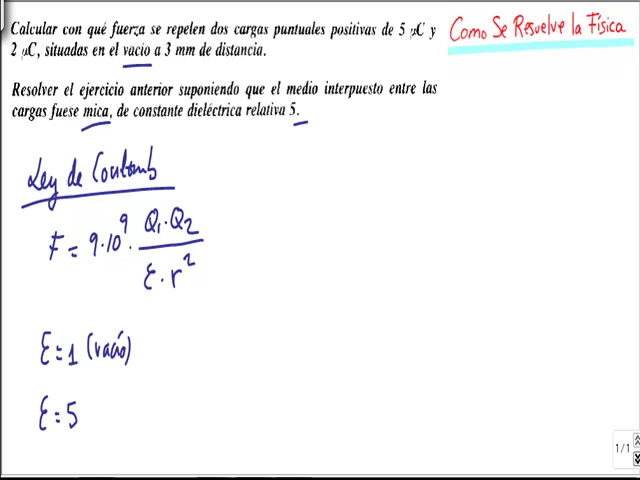 Calcular con qué fuerza se repelen dos cargas puntuales positivas de 5 µC y
2 µC, situadas en el vacío a 3 mm de distancia.
Como Se Resuelve la Física
Resolver el ejercicio anterior suponiendo que el medio interpuesto entre las
cargas fuese mica, de constante dieléctrica relativa 5.
Ley de Coulomb
F = 9·10⁹ · Q₁·Q₂ / ε·r²
ε=1 (vacío)
ε=5
1/1